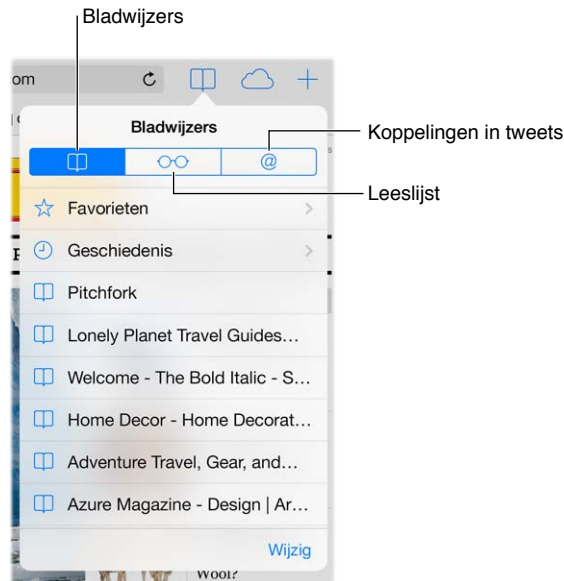 Bladwijzers
om
Bladwijzers
Koppelingen in tweets
@
Leeslijst
Favorieten
Geschiedenis
Pitchfork
Lonely Planet Travel Guides…
Welcome - The Bold Italic - S…
Home Decor - Home Decorat…
Adventure Travel, Gear, and…
Azure Magazine - Design | Ar…
Wijzig
Wool?